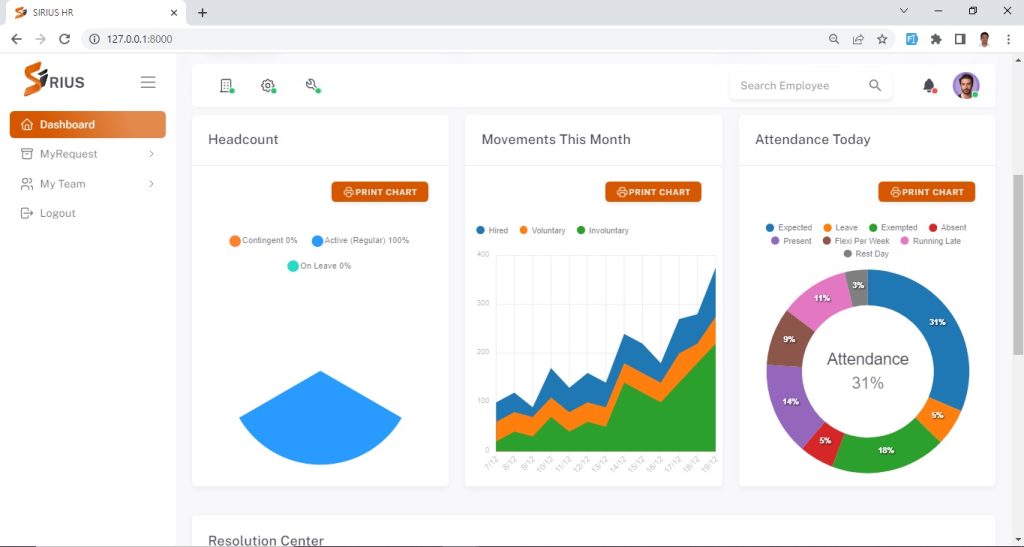 SIRIUS HR
127.0.0.1:8000
SiRIUS
Search Employee
Dashboard
MyRequest
My Team
Logout
Headcount
PRINT CHART
Contingent 0% Active (Regular) 100%
On Leave 0%
Movements This Month
PRINT CHART
Hired Voluntary Involuntary
400
300
200
100
0
7/12 8/12 9/12 10/12 11/12 12/12 13/12 14/12 15/12 16/12 17/12 18/12 19/12
Attendance Today
PRINT CHART
Expected Leave Exempted Absent
Present Flexi Per Week Running Late
Rest Day
3%
11%
31%
9%
Attendance
31%
14%
5%
5%
18%
Resolution Center